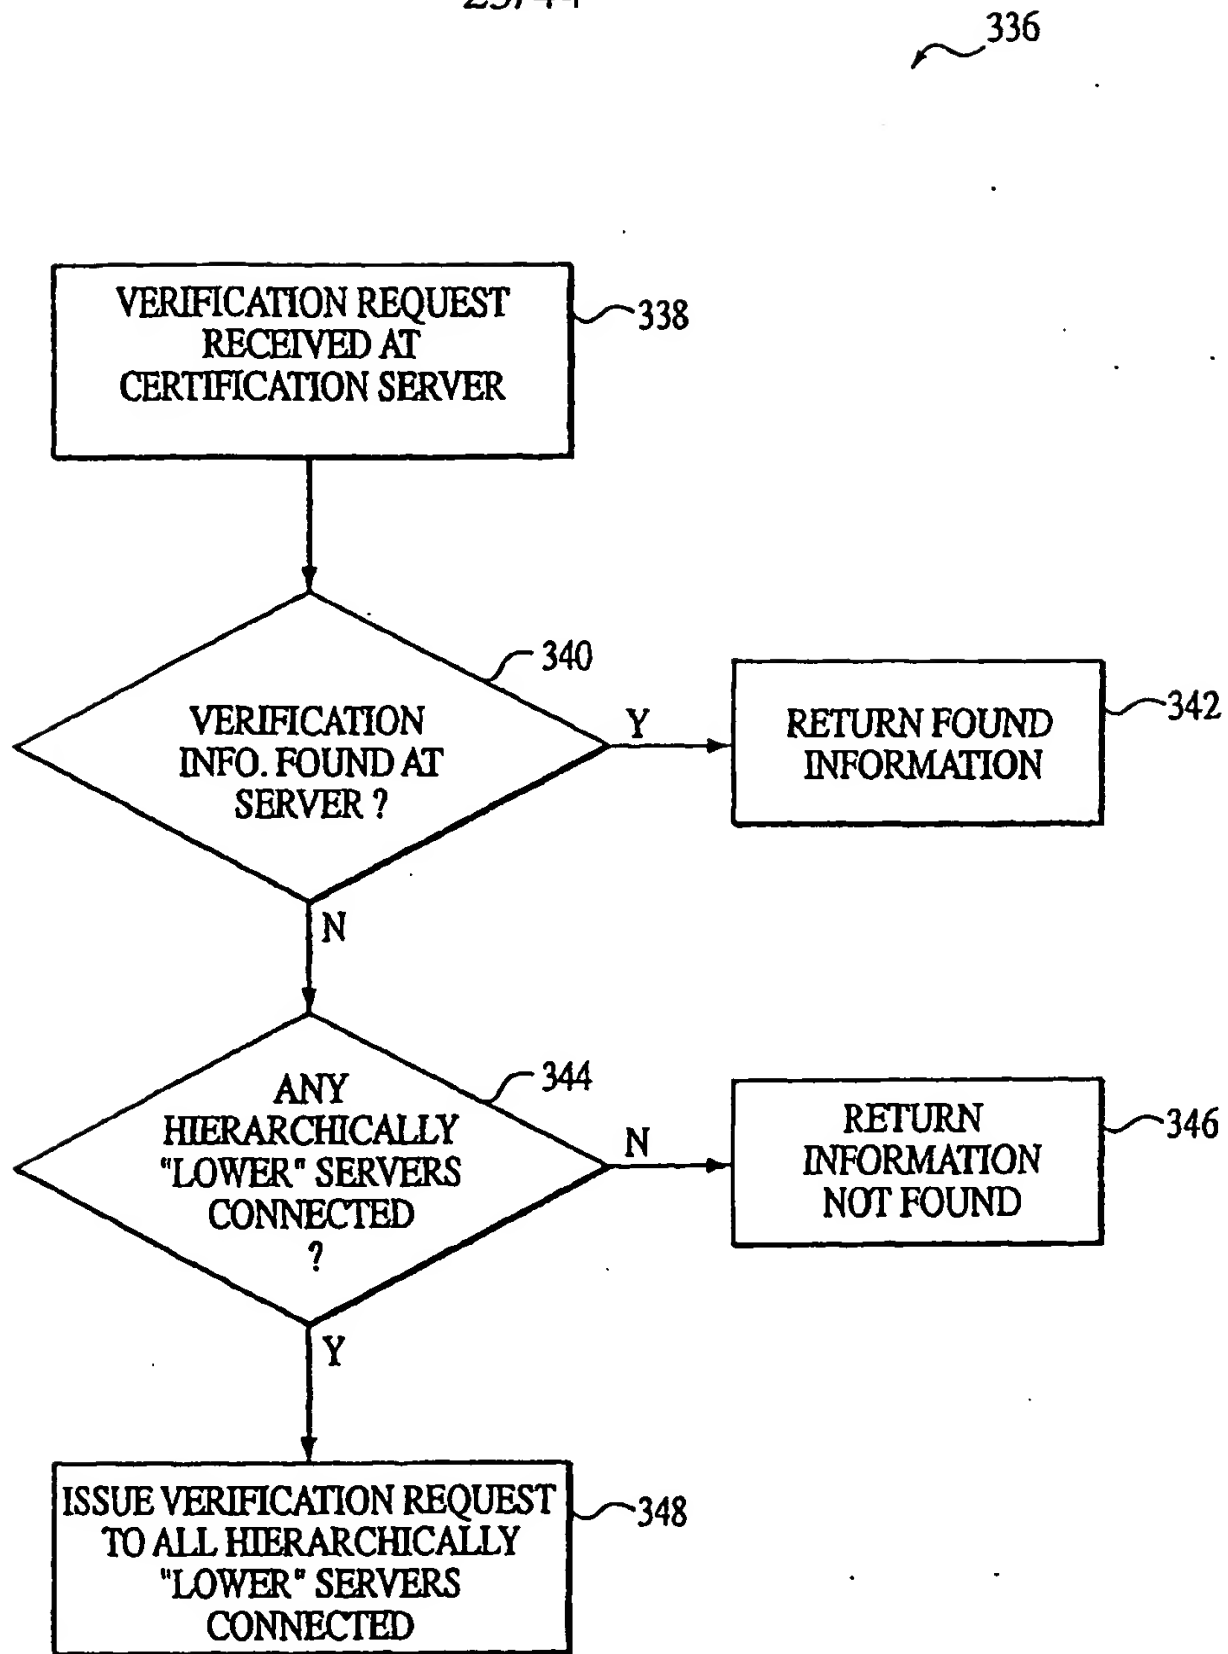 336
VERIFICATION REQUEST
RECEIVED AT
CERTIFICATION SERVER
338
340
VERIFICATION
INFO. FOUND AT
SERVER ?
Y
RETURN FOUND
INFORMATION
342
N
344
ANY
HIERARCHICALLY
"LOWER" SERVERS
CONNECTED
?
N
RETURN
INFORMATION
NOT FOUND
346
Y
ISSUE VERIFICATION REQUEST
TO ALL HIERARCHICALLY
"LOWER" SERVERS
CONNECTED
348